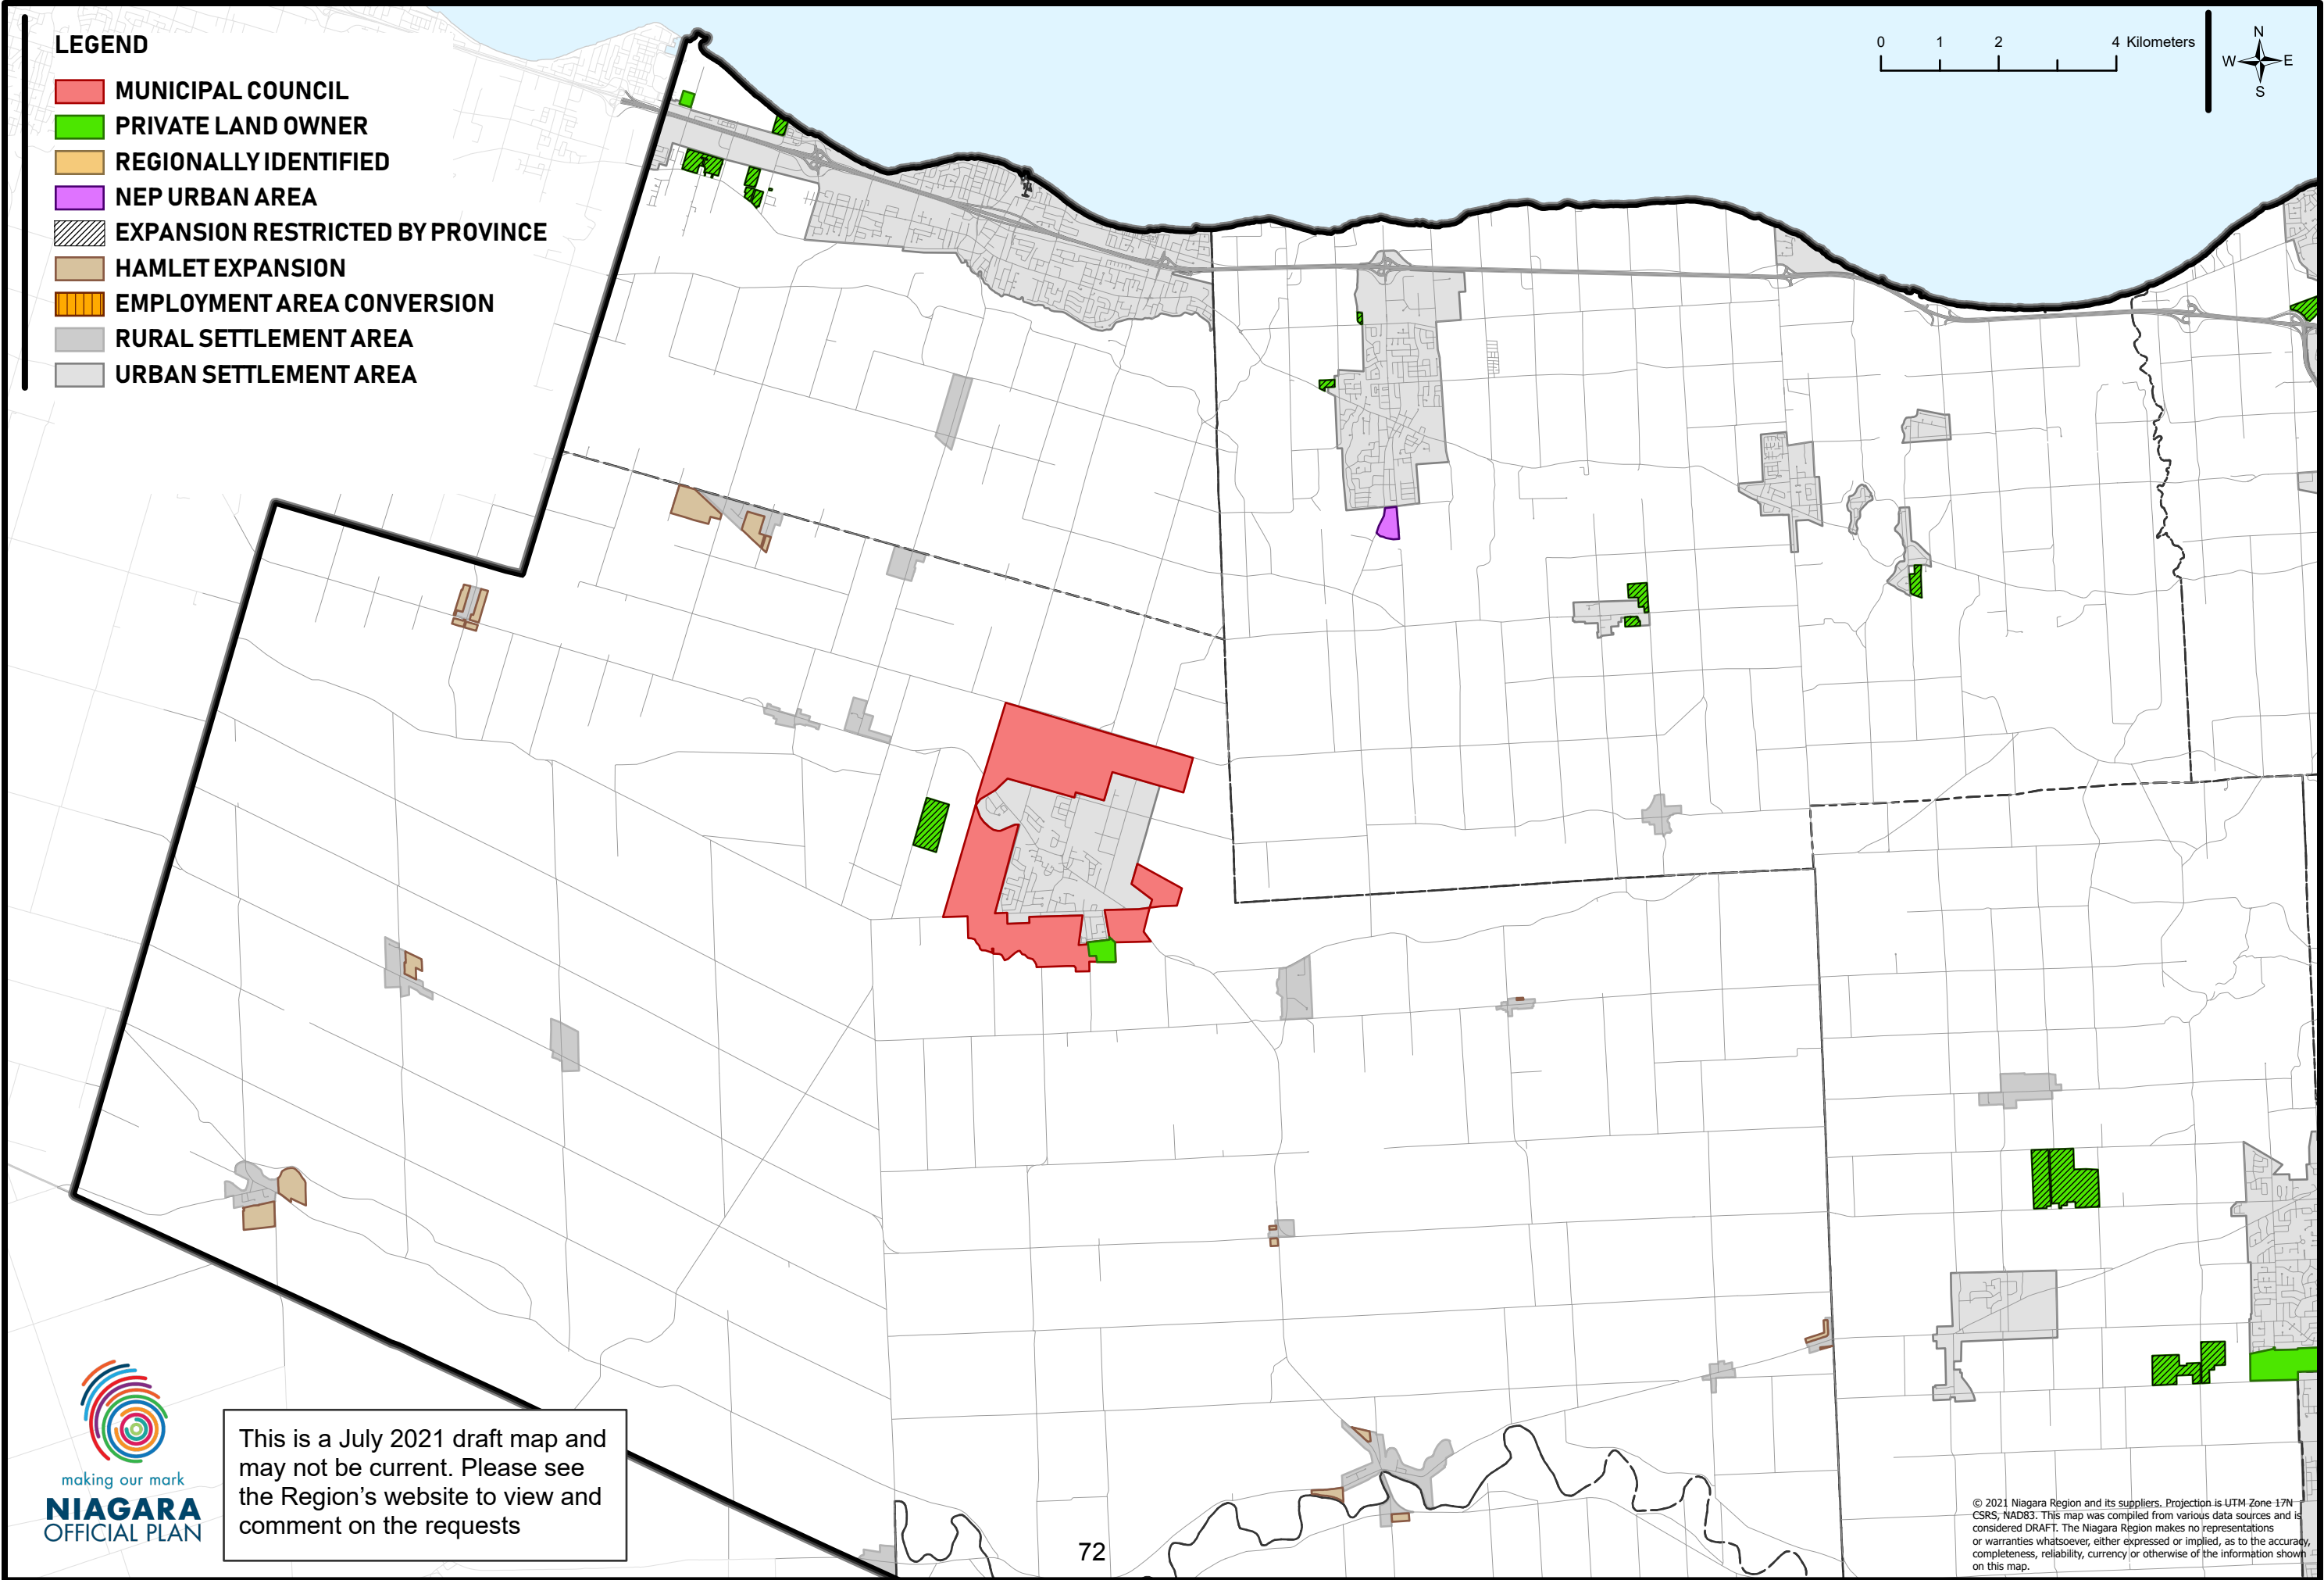 LEGEND
MUNICIPAL COUNCIL
PRIVATE LAND OWNER
REGIONALLY IDENTIFIED
NEP URBAN AREA
EXPANSION RESTRICTED BY PROVINCE
HAMLET EXPANSION
EMPLOYMENT AREA CONVERSION
RURAL SETTLEMENT AREA
URBAN SETTLEMENT AREA
0 1 2 4 Kilometers
N
W E
S
making our mark
NIAGARA
OFFICIAL PLAN
This is a July 2021 draft map and
may not be current. Please see
the Region's website to view and
comment on the requests
72
© 2021 Niagara Region and its suppliers. Projection is UTM Zone 17N
CSRS, NAD83. This map was compiled from various data sources and is
considered DRAFT. The Niagara Region makes no representations
or warranties whatsoever, either expressed or implied, as to the accuracy,
completeness, reliability, currency or otherwise of the information shown
on this map.